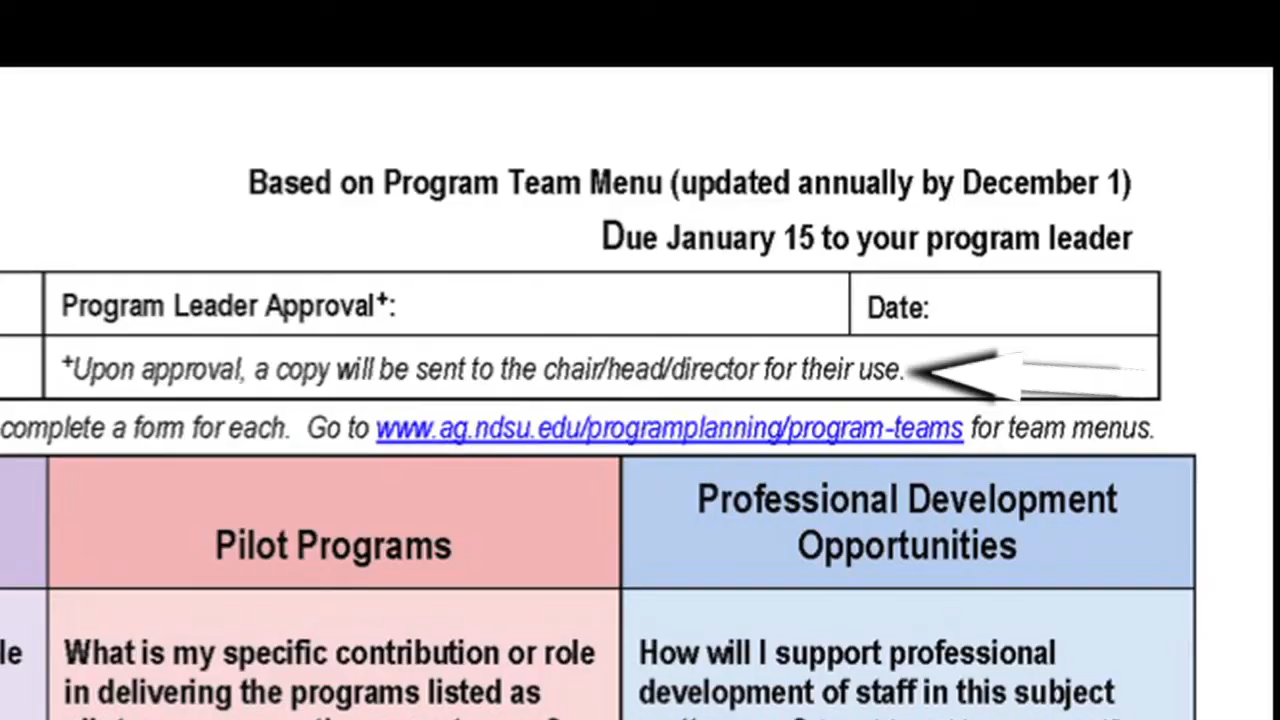 Based on Program Team Menu (updated annually by December 1)
Due January 15 to your program leader
Program Leader Approval⁺:
Date:
⁺Upon approval, a copy will be sent to the chair/head/director for their use.
complete a form for each. Go to www.ag.ndsu.edu/programplanning/program-teams for team menus.
Pilot Programs
Professional Development
Opportunities
What is my specific contribution or role
in delivering the programs listed as
How will I support professional
development of staff in this subject